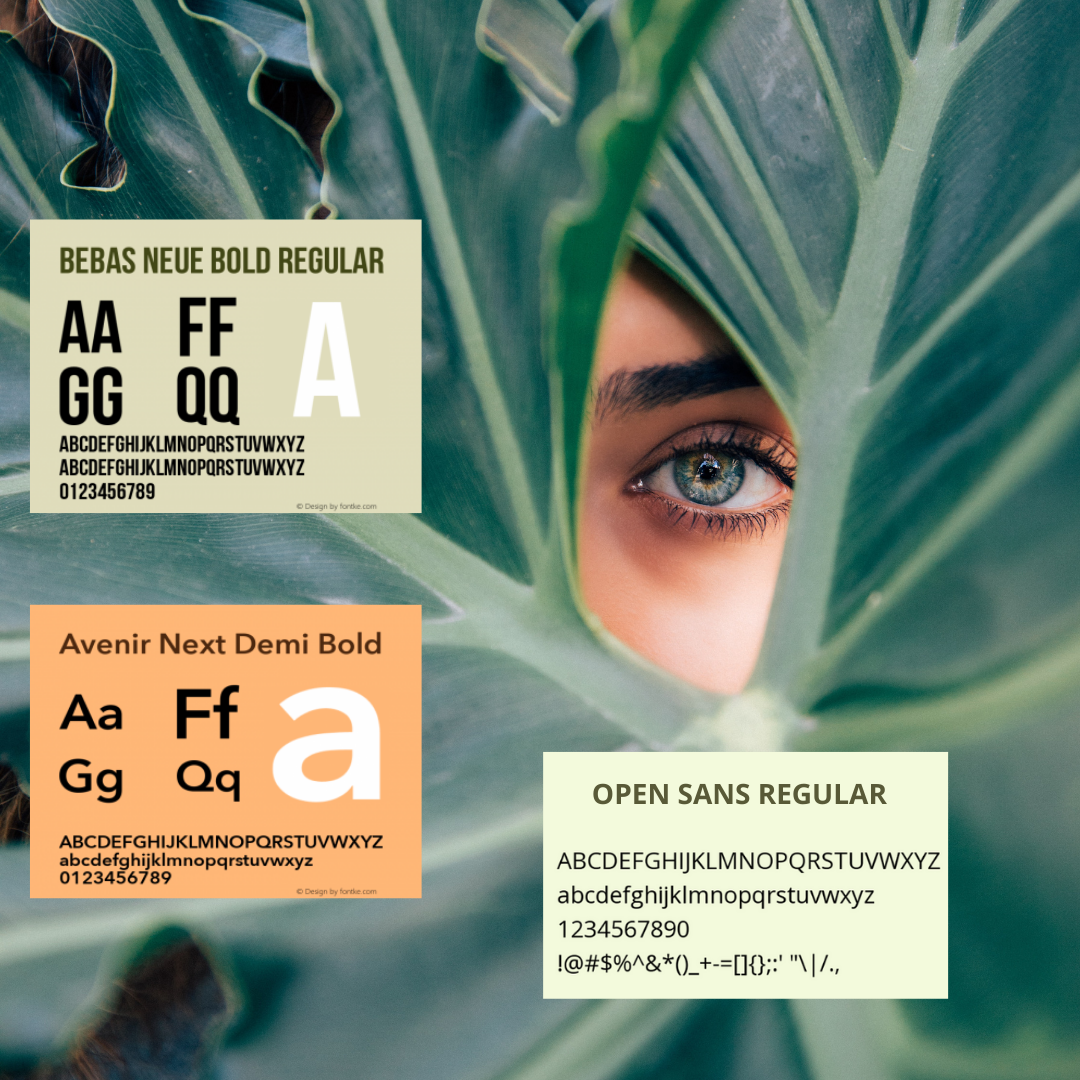 BEBAS NEUE BOLD REGULAR
AA FF A
GG QQ
ABCDEFGHIJKLMNOPQRSTUVWXYZ
ABCDEFGHIJKLMNOPQRSTUVWXYZ
0123456789
© Design by fontke.com
Avenir Next Demi Bold
Aa Ff a
Gg Qq
ABCDEFGHIJKLMNOPQRSTUVWXYZ
abcdefghijklmnopqrstuvwxyz
0123456789
© Design by fontke.com
OPEN SANS REGULAR
ABCDEFGHIJKLMNOPQRSTUVWXYZ
abcdefghijklmnopqrstuvwxyz
1234567890
!@#$%^&*()_+-=[]{};:' "\|/.,